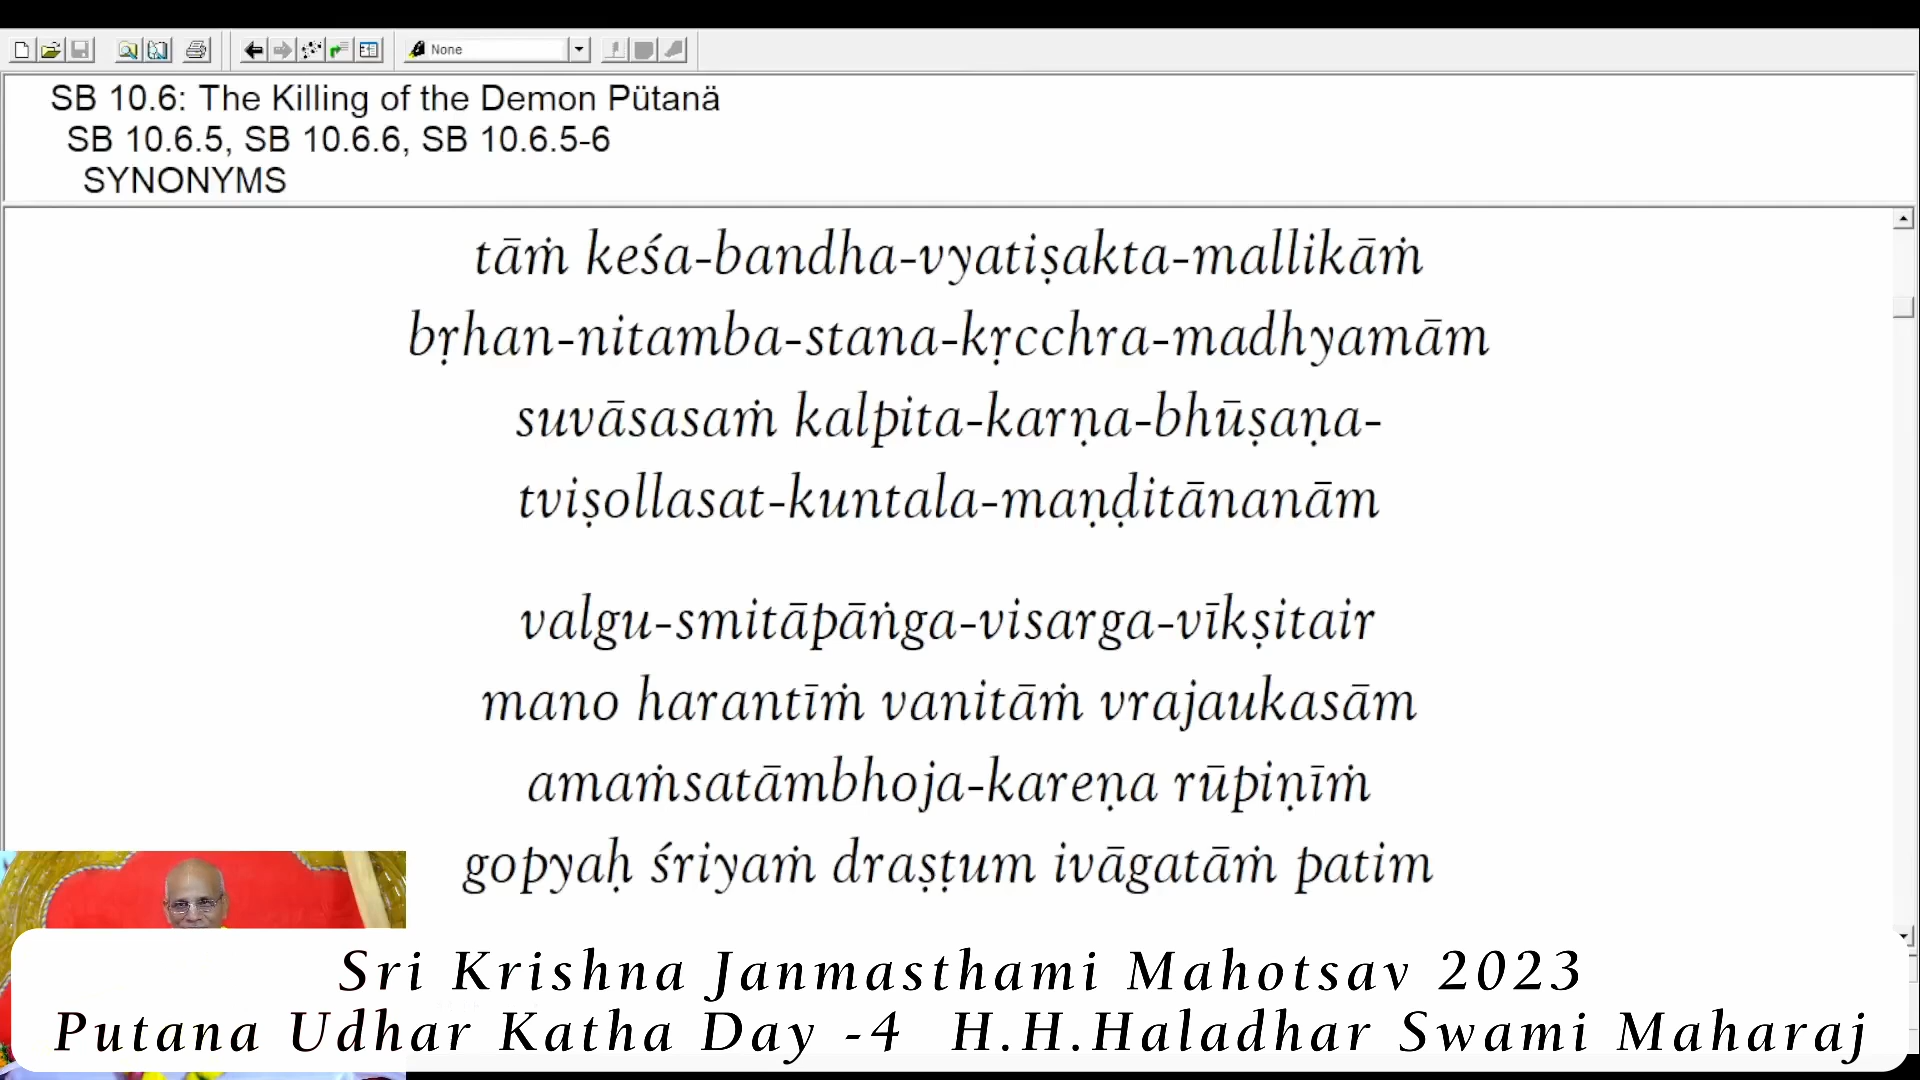 None
SB 10.6: The Killing of the Demon Pütanä
SB 10.6.5, SB 10.6.6, SB 10.6.5-6
SYNONYMS
tāṁ keśa-bandha-vyatiṣakta-mallikāṁ
bṛhan-nitamba-stana-kṛcchra-madhyamām
suvāsasaṁ kalpita-karṇa-bhūṣaṇa-
tviṣollasat-kuntala-maṇḍitānanām
valgu-smitāpāṅga-visarga-vīkṣitair
mano harantīṁ vanitāṁ vrajaukasām
amaṁsatāmbhoja-kareṇa rūpiṇīṁ
gopyaḥ śriyaṁ draṣṭum ivāgatāṁ patim
Sri Krishna Janmasthami Mahotsav 2023
Putana Udhar Katha Day -4 H.H.Haladhar Swami Maharaj